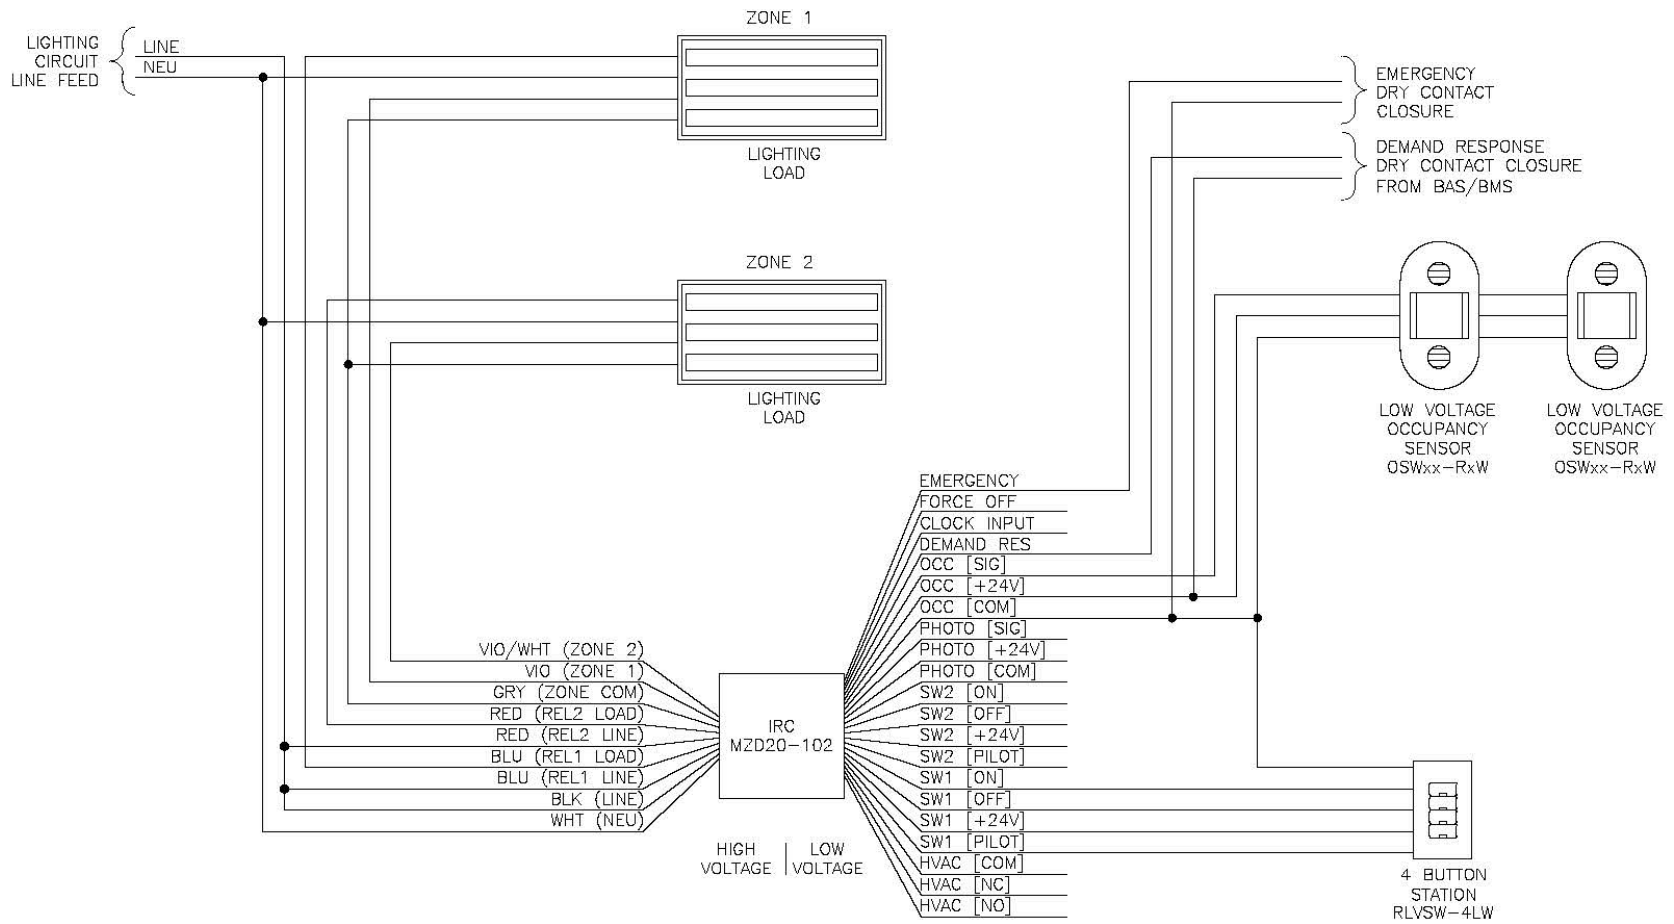 ZONE 1
LIGHTING
CIRCUIT
LINE FEED
LINE
NEU
LIGHTING
LOAD
EMERGENCY
DRY CONTACT
CLOSURE
DEMAND RESPONSE
DRY CONTACT CLOSURE
FROM BAS/BMS
ZONE 2
LIGHTING
LOAD
LOW VOLTAGE
OCCUPANCY
SENSOR
OSWxx-RxW
LOW VOLTAGE
OCCUPANCY
SENSOR
OSWxx-RxW
EMERGENCY
FORCE OFF
CLOCK INPUT
DEMAND RES
OCC [SIG]
OCC [+24V]
OCC [COM]
PHOTO [SIG]
PHOTO [+24V]
PHOTO [COM]
SW2 [ON]
SW2 [OFF]
SW2 [+24V]
SW2 [PILOT]
SW1 [ON]
SW1 [OFF]
SW1 [+24V]
SW1 [PILOT]
HVAC [COM]
HVAC [NC]
HVAC [NO]
VIO/WHT (ZONE 2)
VIO (ZONE 1)
GRY (ZONE COM)
RED (REL2 LOAD)
RED (REL2 LINE)
BLU (REL1 LOAD)
BLU (REL1 LINE)
BLK (LINE)
WHT (NEU)
IRC
MZD20-102
HIGH
VOLTAGE
LOW
VOLTAGE
4 BUTTON
STATION
RLVSW-4LW